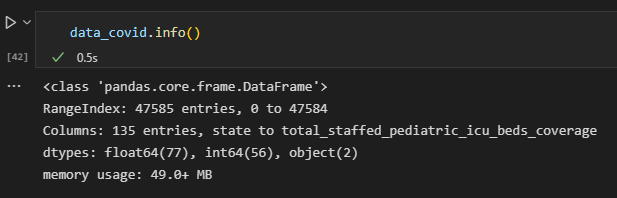 data_covid.info()
[42]
0.5s
...
<class 'pandas.core.frame.DataFrame'>
RangeIndex: 47585 entries, 0 to 47584
Columns: 135 entries, state to total_staffed_pediatric_icu_beds_coverage
dtypes: float64(77), int64(56), object(2)
memory usage: 49.0+ MB